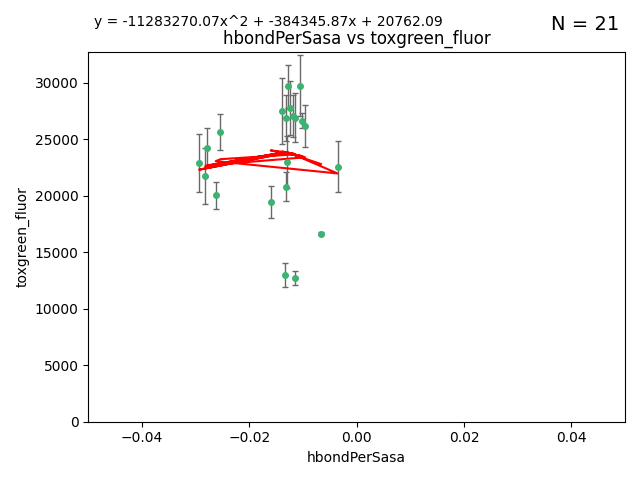 y = -11283270.07x^2 + -384345.87x + 20762.09
N = 21
hbondPerSasa vs toxgreen_fluor
30000
25000
20000
15000
10000
5000
0
toxgreen_fluor
−0.04
−0.02
0.00
0.02
0.04
hbondPerSasa